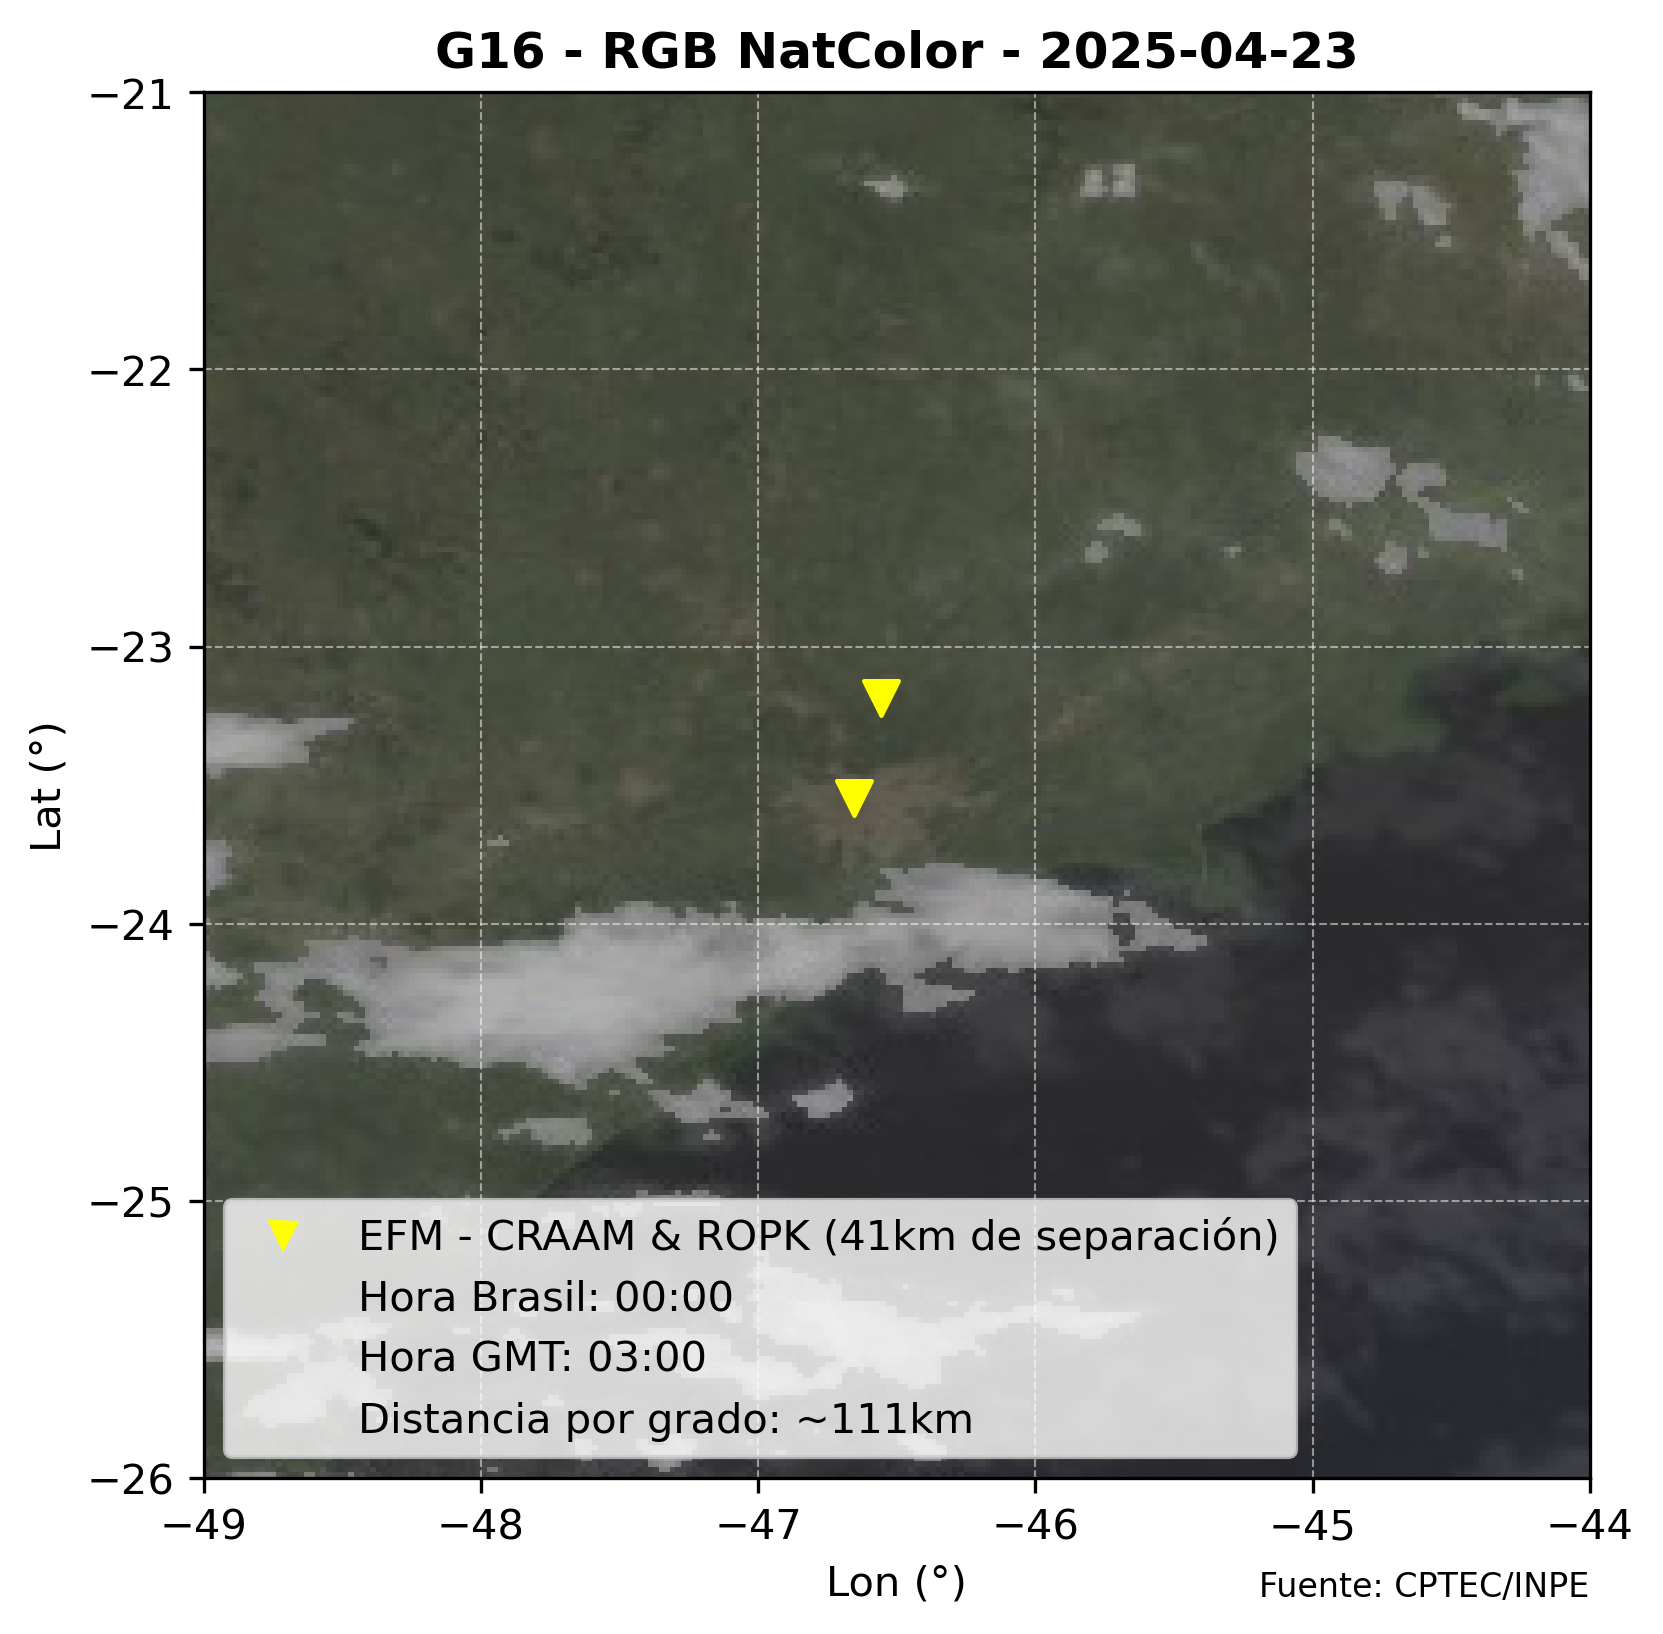 G16 - RGB NatColor - 2025-04-23
−21
−22
−23
−24
−25
−26
Lat (°)
EFM - CRAAM & ROPK (41km de separación)
Hora Brasil: 00:00
Hora GMT: 03:00
Distancia por grado: ~111km
−49 −48 −47 −46 −45 −44
Lon (°)
Fuente: CPTEC/INPE